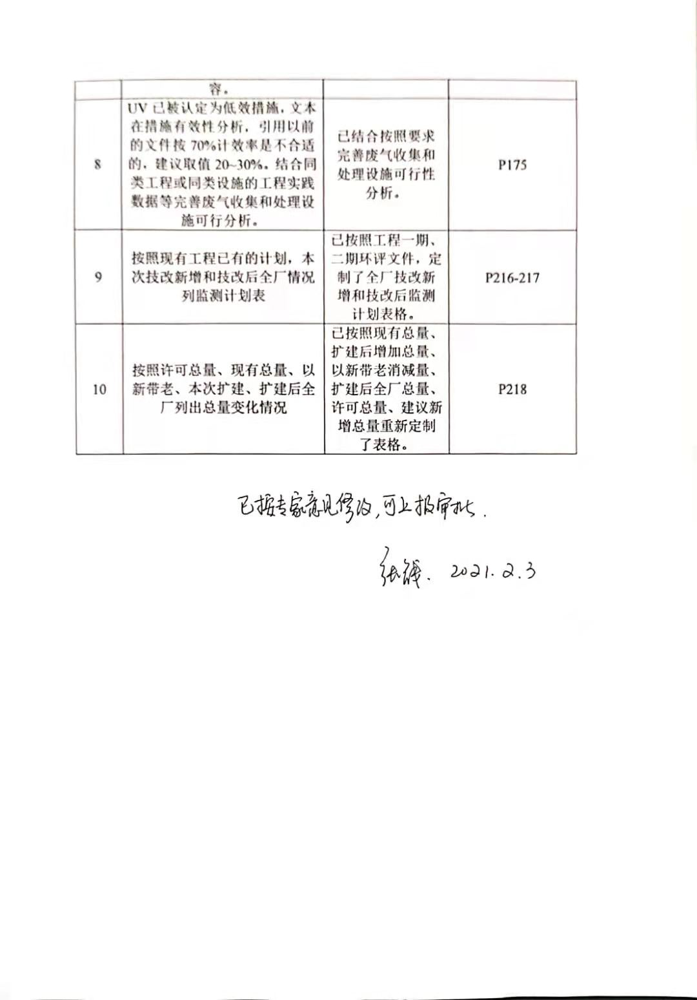 容。
8
UV 已被认定为低效措施，文本
在措施有效性分析，引用以前
的文件按 70%计效率是不合适
的，建议取值 20~30%。结合同
类工程或同类设施的工程实践
数据等完善废气收集和处理设
施可行分析。
已结合按照要求
完善废气收集和
处理设施可行性
分析。
P175
9
按照现有工程已有的计划，本
次技改新增和技改后全厂情况
列监测计划表
已按照工程一期、
二期环评文件，定
制了全厂技改新
增和技改后监测
计划表格。
P216-217
10
按照许可总量、现有总量、以
新带老、本次扩建、扩建后全
厂列出总量变化情况
已按照现有总量、
扩建后增加总量、
以新带老消减量、
扩建后全厂总量、
许可总量、建议新
增总量重新定制
了表格。
P218
已按专家意见修改,可上报审批.
张 . 2021.2.3